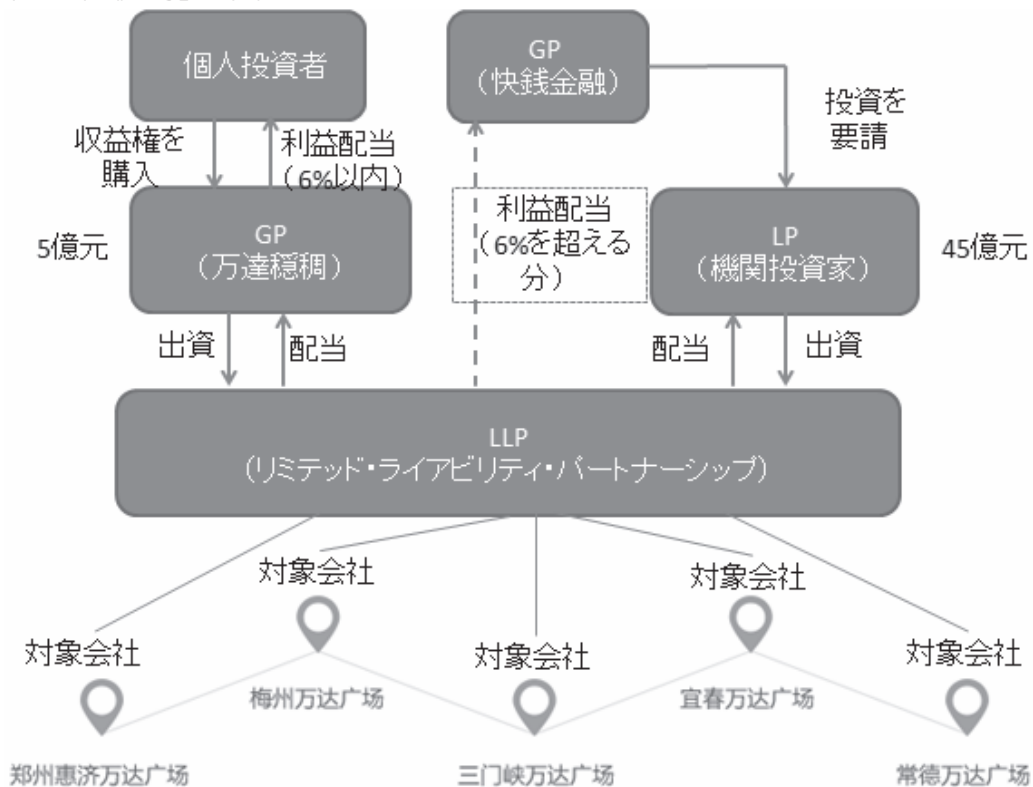 個人投資者
GP
（快銭金融）
投資を
要請
収益権を
購入
利益配当
（6%以内）
5億元
GP
（万達穏稠）
利益配当
（6%を超える
分）
LP
（機関投資家）
45億元
出資
配当
配当
出資
LLP
（リミテッド・ライアビリティ・パートナーシップ）
対象会社
対象会社
対象会社
対象会社
対象会社
梅州万达广场
宜春万达广场
郑州惠济万达广场
三门峡万达广场
常德万达广场